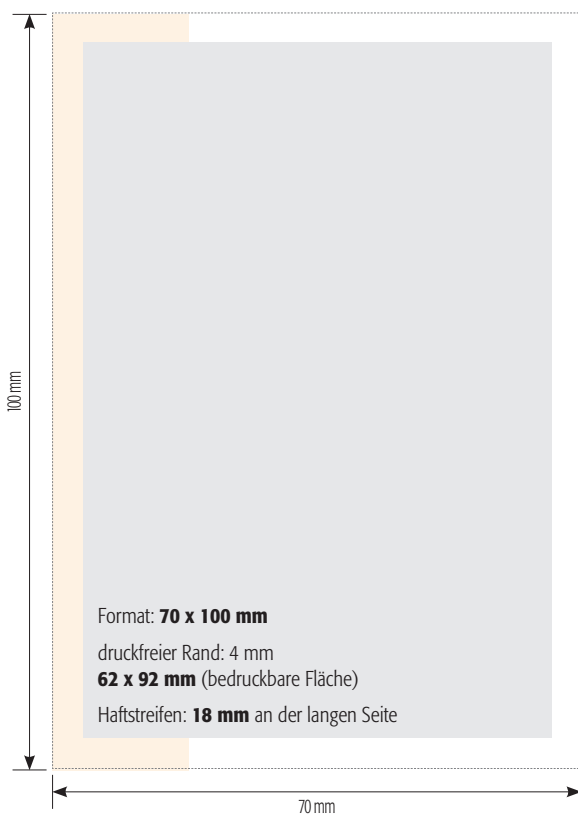 100 mm
Format: 70 x 100 mm
druckfreier Rand: 4 mm
62 x 92 mm (bedruckbare Fläche)
Haftstreifen: 18 mm an der langen Seite
70 mm